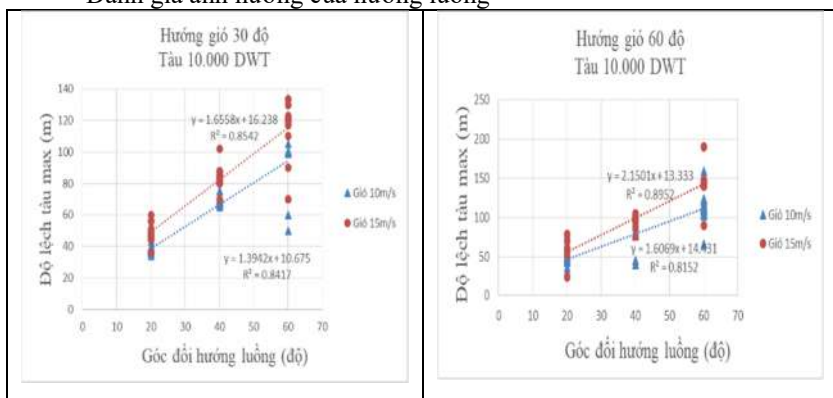 Đánh giá ảnh hưởng của hướng luồng
Hướng gió 30 độ
Tàu 10.000 DWT
Độ lệch tàu max (m)
140
120
100
80
60
40
20
0
y = 1.6558x + 16.238
R² = 0.8542
y = 1.3942x + 10.675
R² = 0.8417
Gió 10m/s
Gió 15m/s
0 10 20 30 40 50 60 70
Góc đổi hướng luồng (độ)
Hướng gió 60 độ
Tàu 10.000 DWT
Độ lệch tàu max (m)
250
200
150
100
50
0
y = 2.1501x + 13.333
R² = 0.8952
y = 1.6069x + 14.431
R² = 0.8152
Gió 10m/s
Gió 15m/s
0 10 20 30 40 50 60 70
Góc đổi hướng luồng (độ)